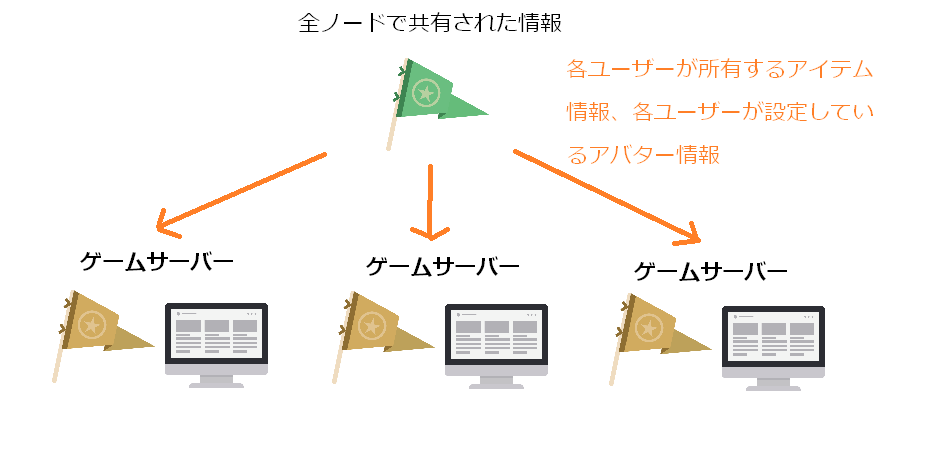 全ノードで共有された情報
各ユーザーが所有するアイテム
情報、各ユーザーが設定してい
るアバター情報
ゲームサーバー
ゲームサーバー
ゲームサーバー